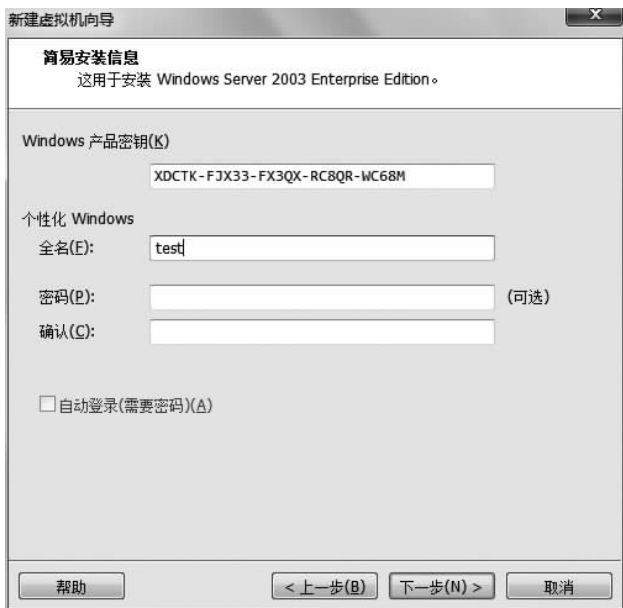 新建虚拟机向导
简易安装信息
这用于安装 Windows Server 2003 Enterprise Edition。
Windows 产品密钥(K)
XDCTK-FJX33-FX3QX-RC8QR-WC68M
个性化 Windows
全名(F): test
密码(P): (可选)
确认(C):
自动登录(需要密码)(A)
帮助 < 上一步(B) 下一步(N) > 取消